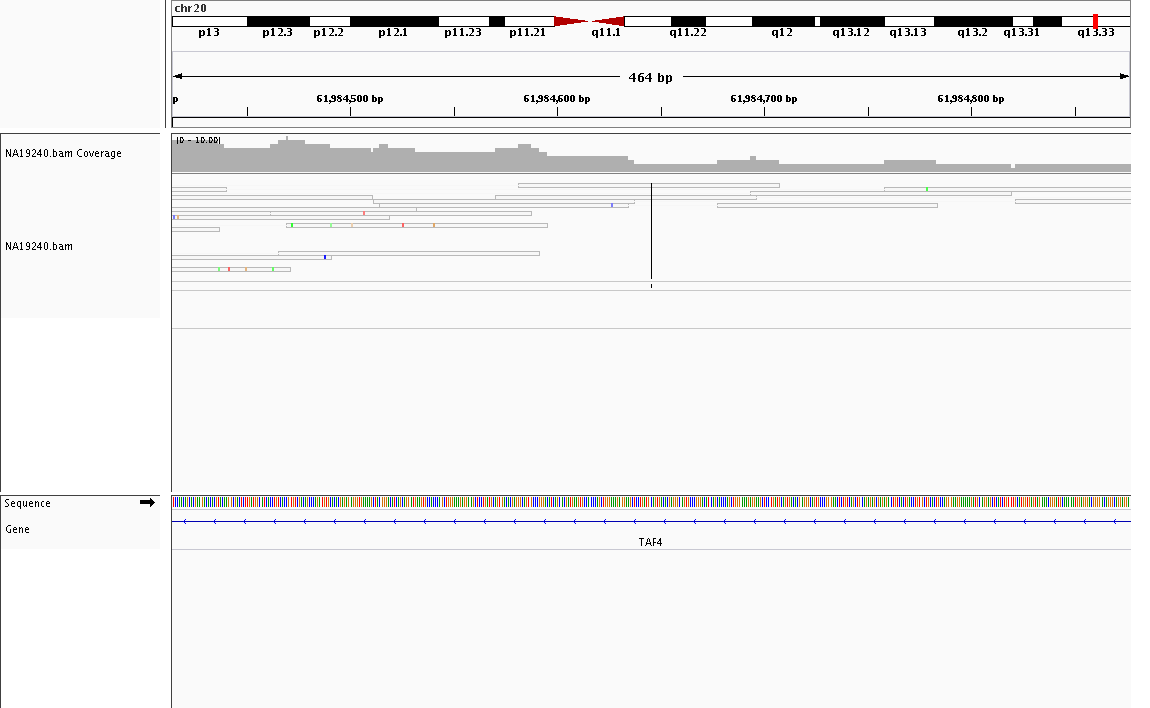 chr20
p13 p12.3 p12.2 p12.1 p11.23 p11.21 q11.1 q11.22 q12 q13.12 q13.13 q13.2 q13.31 q13.33
464 bp
p 61,984,500 bp 61,984,600 bp 61,984,700 bp 61,984,800 bp
[0 - 10.00]
NA19240.bam Coverage
NA19240.bam
Sequence
Gene
TAF4